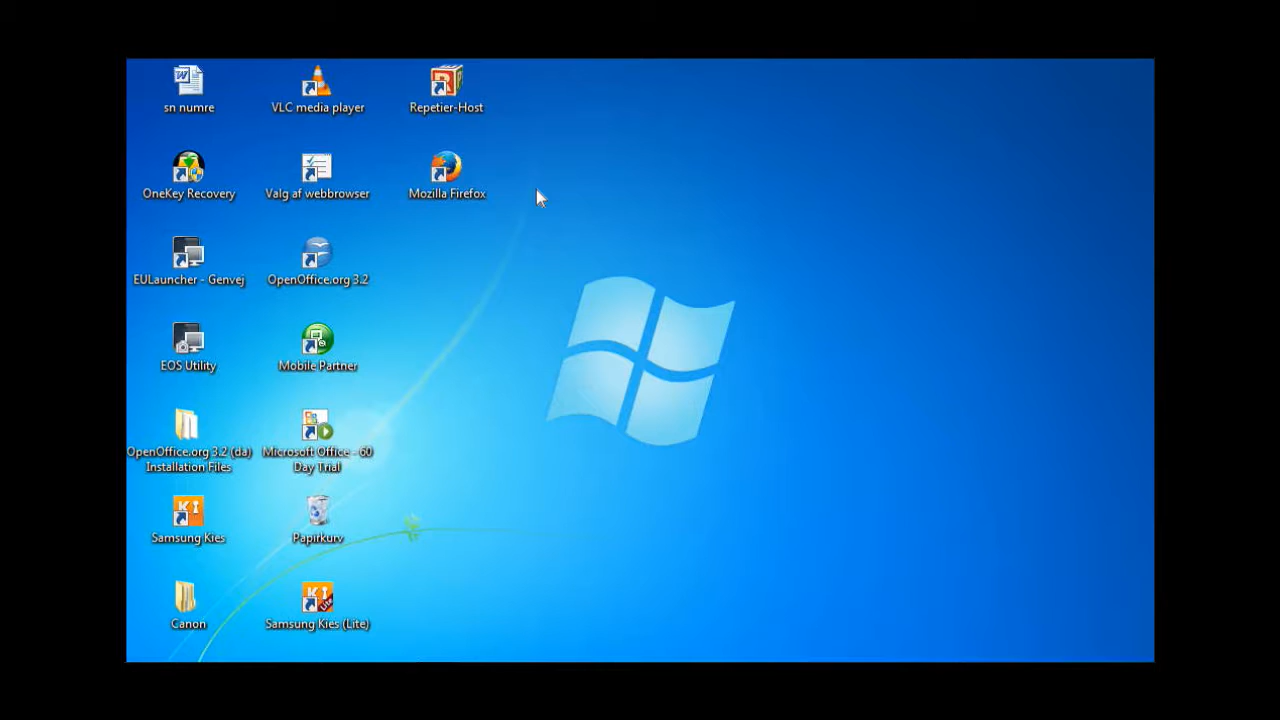 sn numre
VLC media player
Repetier-Host
OneKey Recovery
Valg af webbrowser
Mozilla Firefox
EULauncher - Genvej
OpenOffice.org 3.2
EOS Utility
Mobile Partner
OpenOffice.org 3.2 (da)
Installation Files
Microsoft Office - 60
Day Trial
Samsung Kies
Papirkurv
Canon
Samsung Kies (Lite)